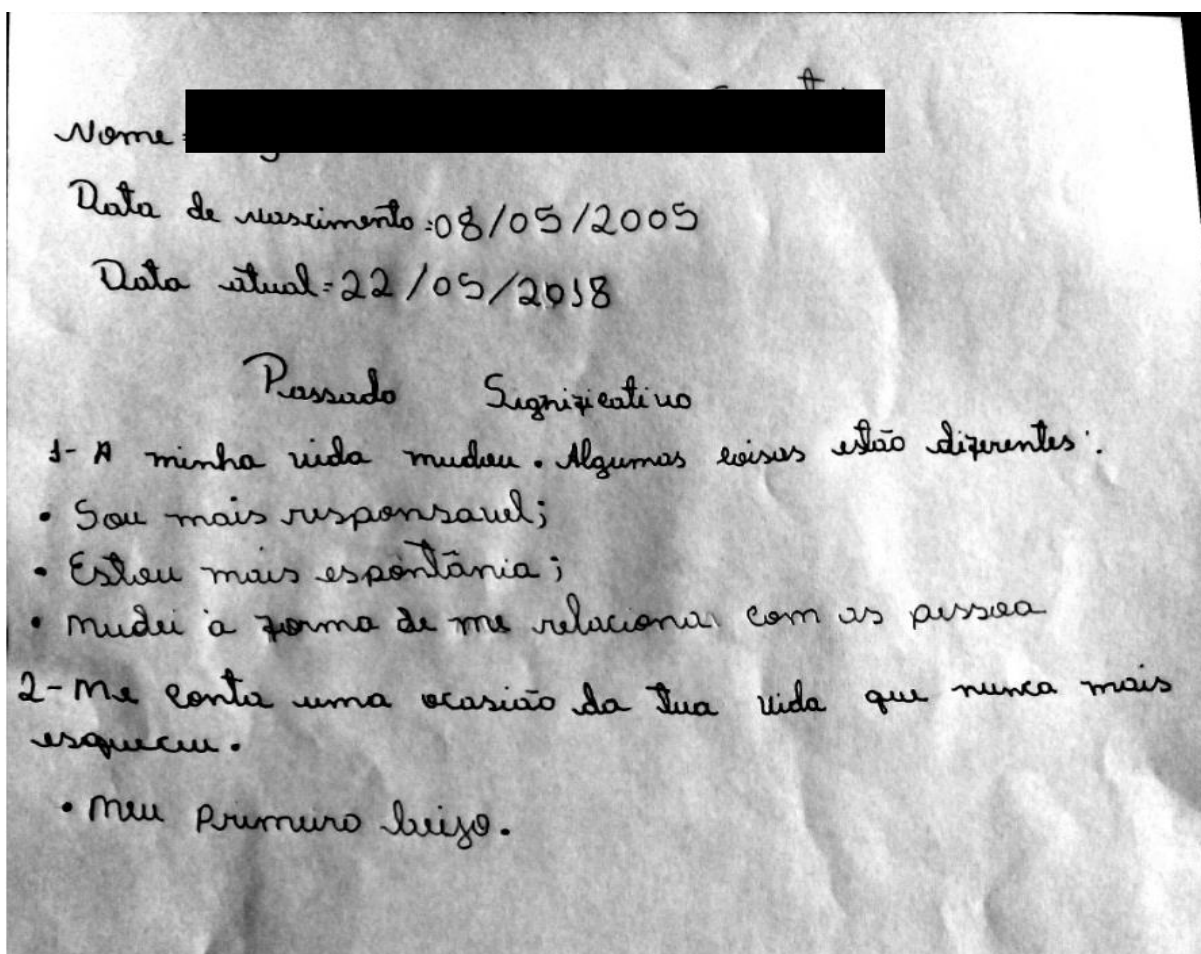 Nome:
Data de nascimento:08/05/2005
Data atual:22/05/2018
Passado Significativo
1- A minha vida mudou. Algumas coisas estão diferentes:
• Sou mais responsavel;
• Estou mais espontânia;
• Mudei a forma de me relacionar com as pessoa
2- Me conta uma ocasião da tua vida que nunca mais
esqueceu.
• Meu primeiro beijo.